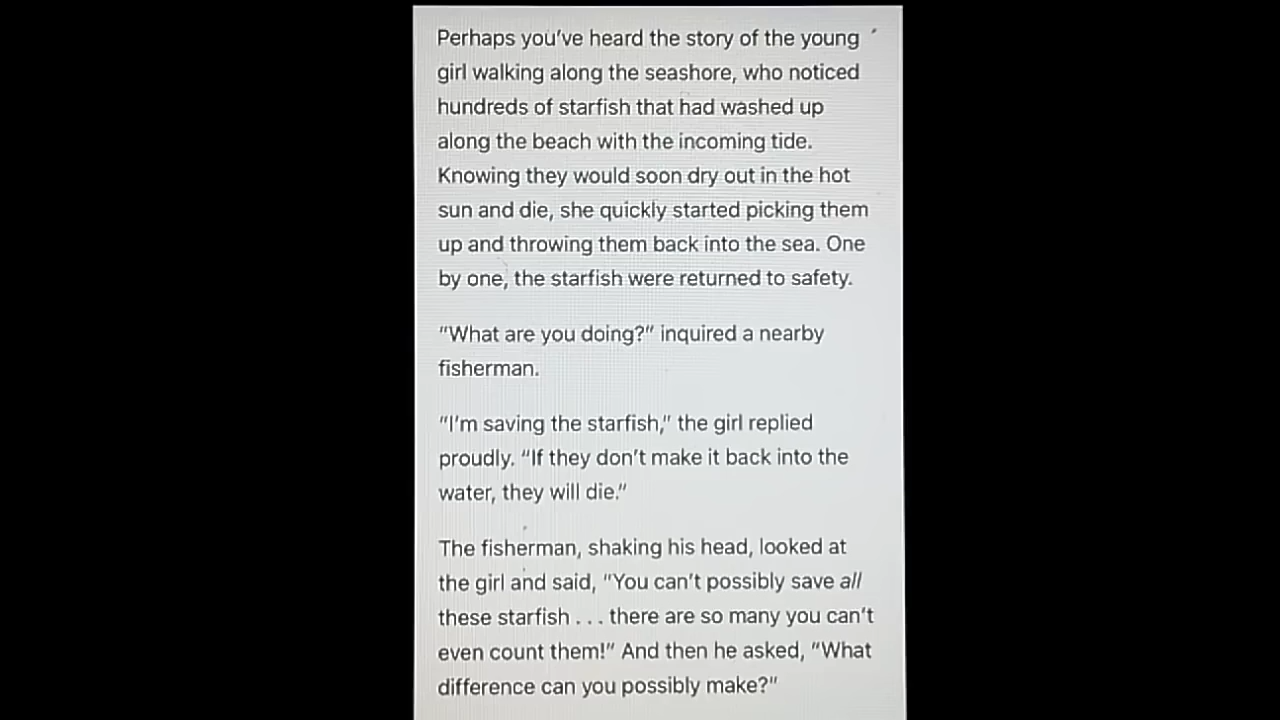 Perhaps you've heard the story of the young
girl walking along the seashore, who noticed
hundreds of starfish that had washed up
along the beach with the incoming tide.
Knowing they would soon dry out in the hot
sun and die, she quickly started picking them
up and throwing them back into the sea. One
by one, the starfish were returned to safety.
"What are you doing?" inquired a nearby
fisherman.
"I'm saving the starfish," the girl replied
proudly. "If they don't make it back into the
water, they will die."
The fisherman, shaking his head, looked at
the girl and said, "You can't possibly save all
these starfish . . . there are so many you can't
even count them!" And then he asked, "What
difference can you possibly make?"